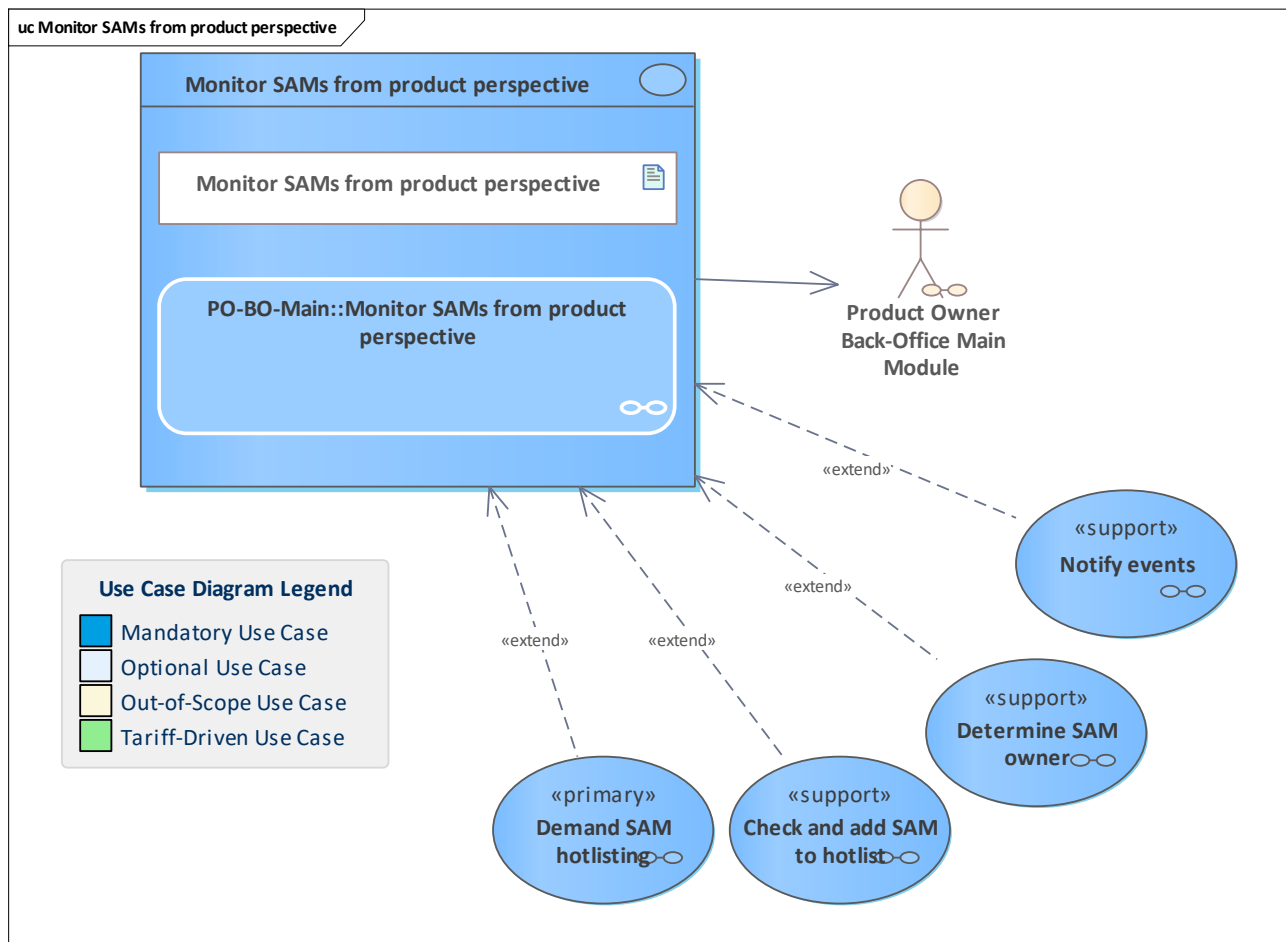 uc Monitor SAMs from product perspective
Monitor SAMs from product perspective
Monitor SAMs from product perspective
PO-BO-Main::Monitor SAMs from product
perspective
Product Owner
Back-Office Main
Module
«extend»
«support»
Notify events
«extend»
«extend»
«extend»
Use Case Diagram Legend
Mandatory Use Case
Optional Use Case
Out-of-Scope Use Case
Tariff-Driven Use Case
«support»
Determine SAM
owner
«primary»
Demand SAM
hotlisting
«support»
Check and add SAM
to hotlist